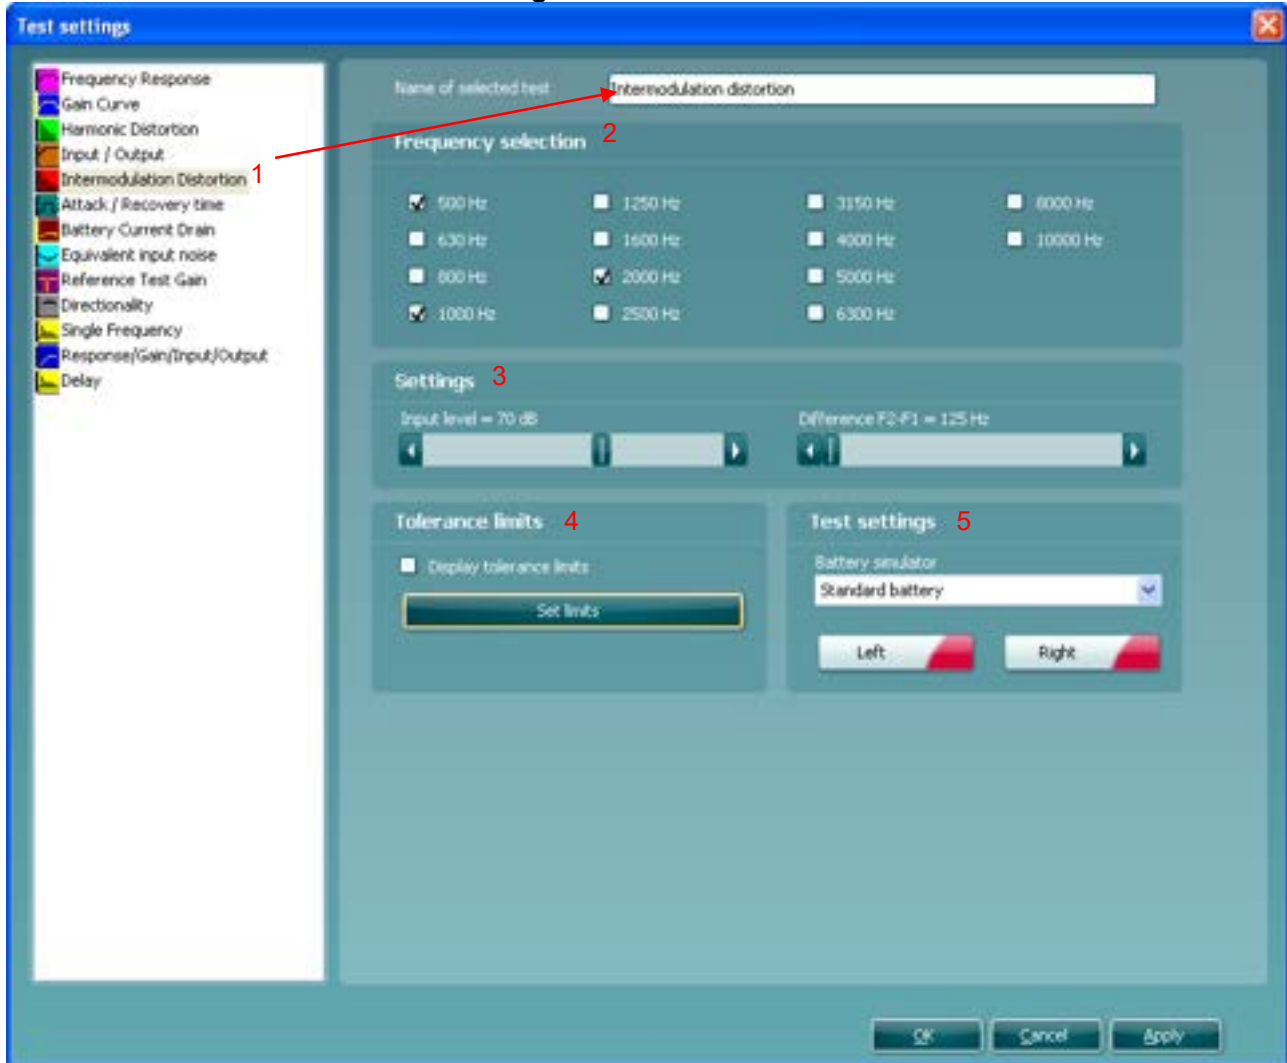 Test settings
Frequency Response
Gain Curve
Harmonic Distortion
Input / Output
Intermodulation Distortion 1
Attack / Recovery time
Battery Current Drain
Equivalent input noise
Reference Test Gain
Directionality
Single Frequency
Response/Gain/Input/Output
Delay
Name of selected test Intermodulation distortion
Frequency selection 2
500 Hz 1250 Hz 3150 Hz 8000 Hz
630 Hz 1600 Hz 4000 Hz 10000 Hz
800 Hz 2000 Hz 5000 Hz
1000 Hz 2500 Hz 6300 Hz
Settings 3
Input level = 70 dB Difference F2-F1 = 125 Hz
Tolerance limits 4
Display tolerance limits
Set limits
Test settings 5
Battery simulator
Standard battery
Left Right
OK Cancel Apply